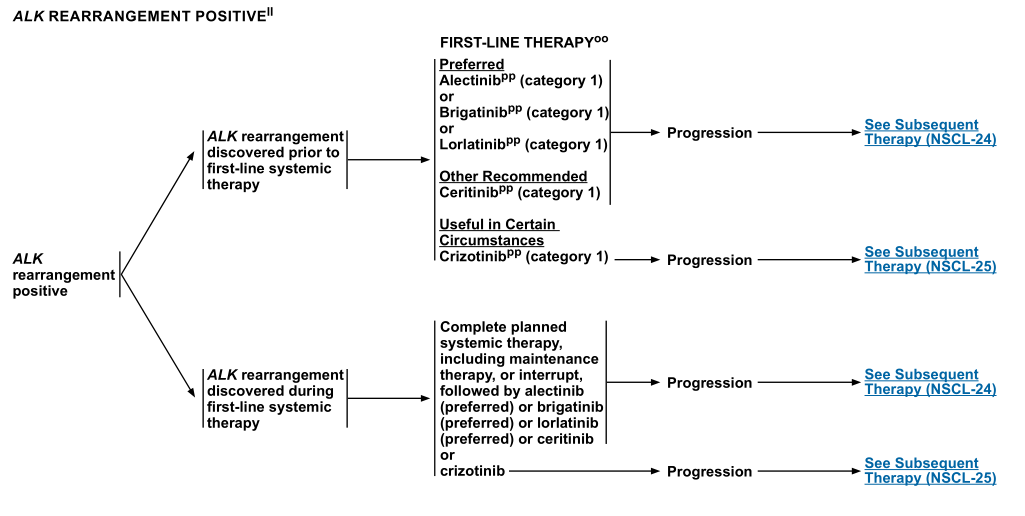 ALK REARRANGEMENT POSITIVEll
FIRST-LINE THERAPYoo
Preferred
Alectinibpp (category 1)
or
Brigatinibpp (category 1)
or
Lorlatinibpp (category 1)
Other Recommended
Ceritinibpp (category 1)
Useful in Certain
Circumstances
Crizotinibpp (category 1)
Progression
See Subsequent
Therapy (NSCL-24)
Progression
See Subsequent
Therapy (NSCL-25)
ALK rearrangement
discovered prior to
first-line systemic
therapy
ALK
rearrangement
positive
ALK rearrangement
discovered during
first-line systemic
therapy
Complete planned
systemic therapy,
including maintenance
therapy, or interrupt,
followed by alectinib
(preferred) or brigatinib
(preferred) or lorlatinib
(preferred) or ceritinib
or
crizotinib
Progression
See Subsequent
Therapy (NSCL-24)
Progression
See Subsequent
Therapy (NSCL-25)